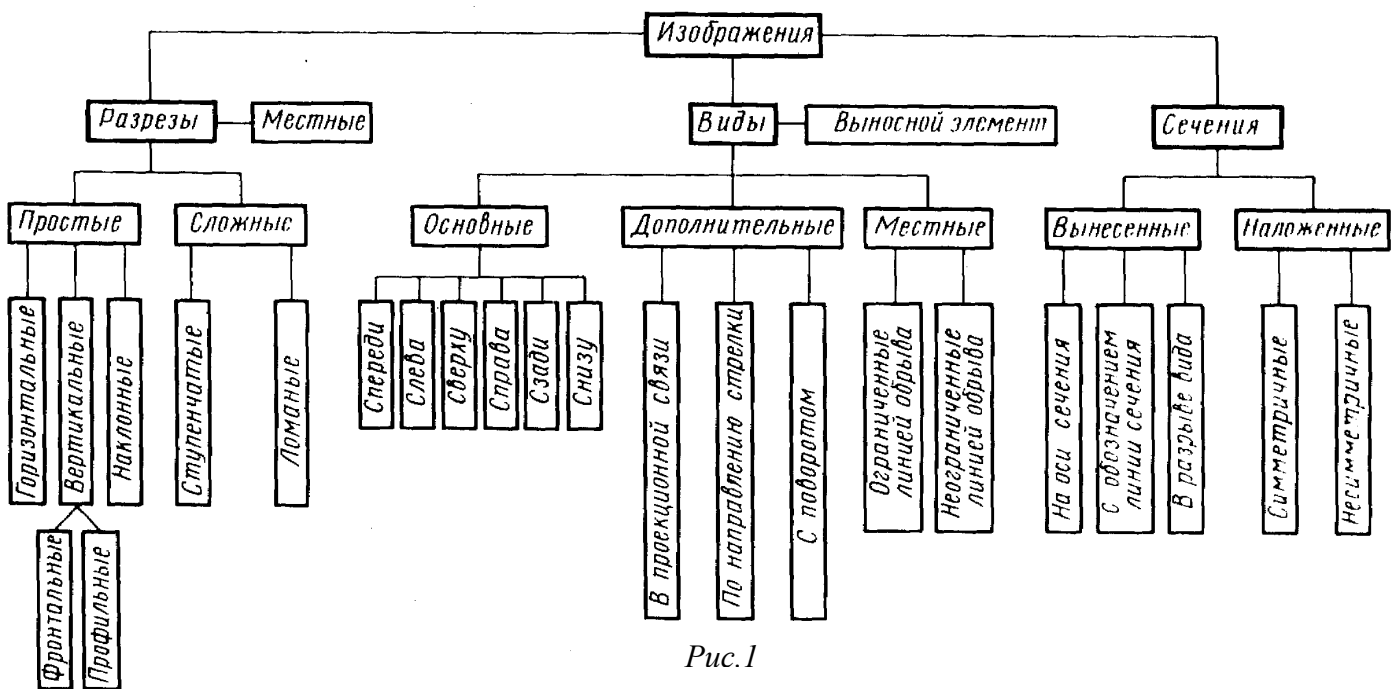 Изображения
Разрезы
Местные
Виды
Выносной элемент
Сечения
Простые
Сложные
Основные
Дополнительные
Местные
Вынесенные
Наложенные
Горизонтальные
Вертикальные
Наклонные
Ступенчатые
Ломаные
Спереди
Слева
Сверху
Справа
Сзади
Снизу
В проекционной связи
По направлению стрелки
С поворотом
Ограниченные
линией обрыва
Неограниченные
линией обрыва
На оси сечения
С обозначением
линии сечения
В разрыве вида
Симметричные
Несимметричные
Фронтальные
Профильные
Рис.1